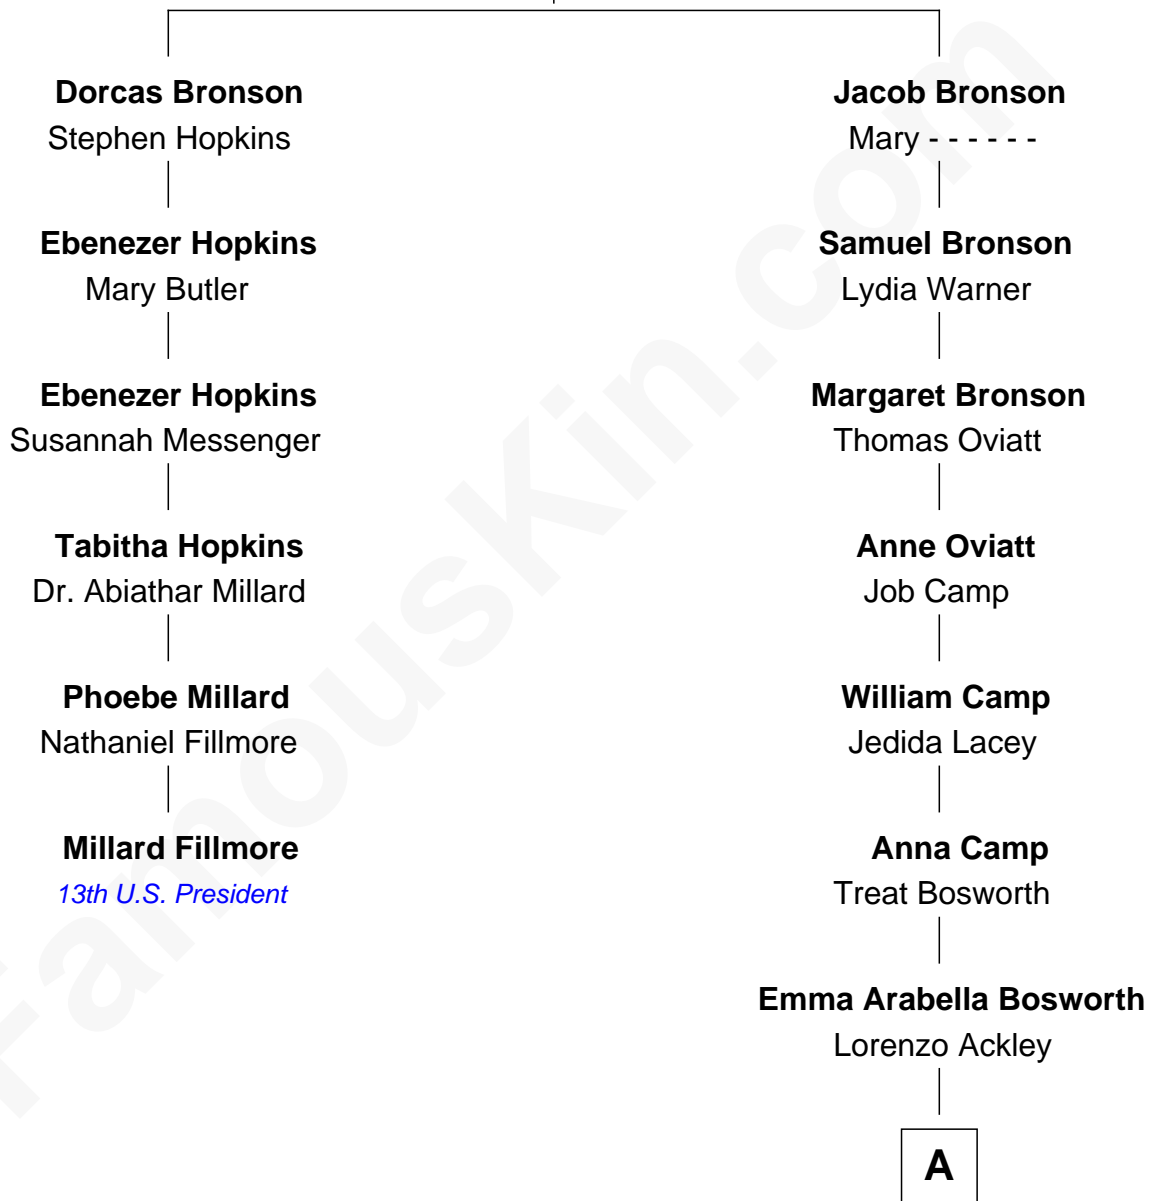 Dorcas Bronson
Stephen Hopkins
Ebenezer Hopkins
Mary Butler
Ebenezer Hopkins
Susannah Messenger
Tabitha Hopkins
Dr. Abiathar Millard
Phoebe Millard
Nathaniel Fillmore
Millard Fillmore
13th U.S. President
Jacob Bronson
Mary - - - - - -
Samuel Bronson
Lydia Warner
Margaret Bronson
Thomas Oviatt
Anne Oviatt
Job Camp
William Camp
Jedida Lacey
Anna Camp
Treat Bosworth
Emma Arabella Bosworth
Lorenzo Ackley
A
FamousKin.com